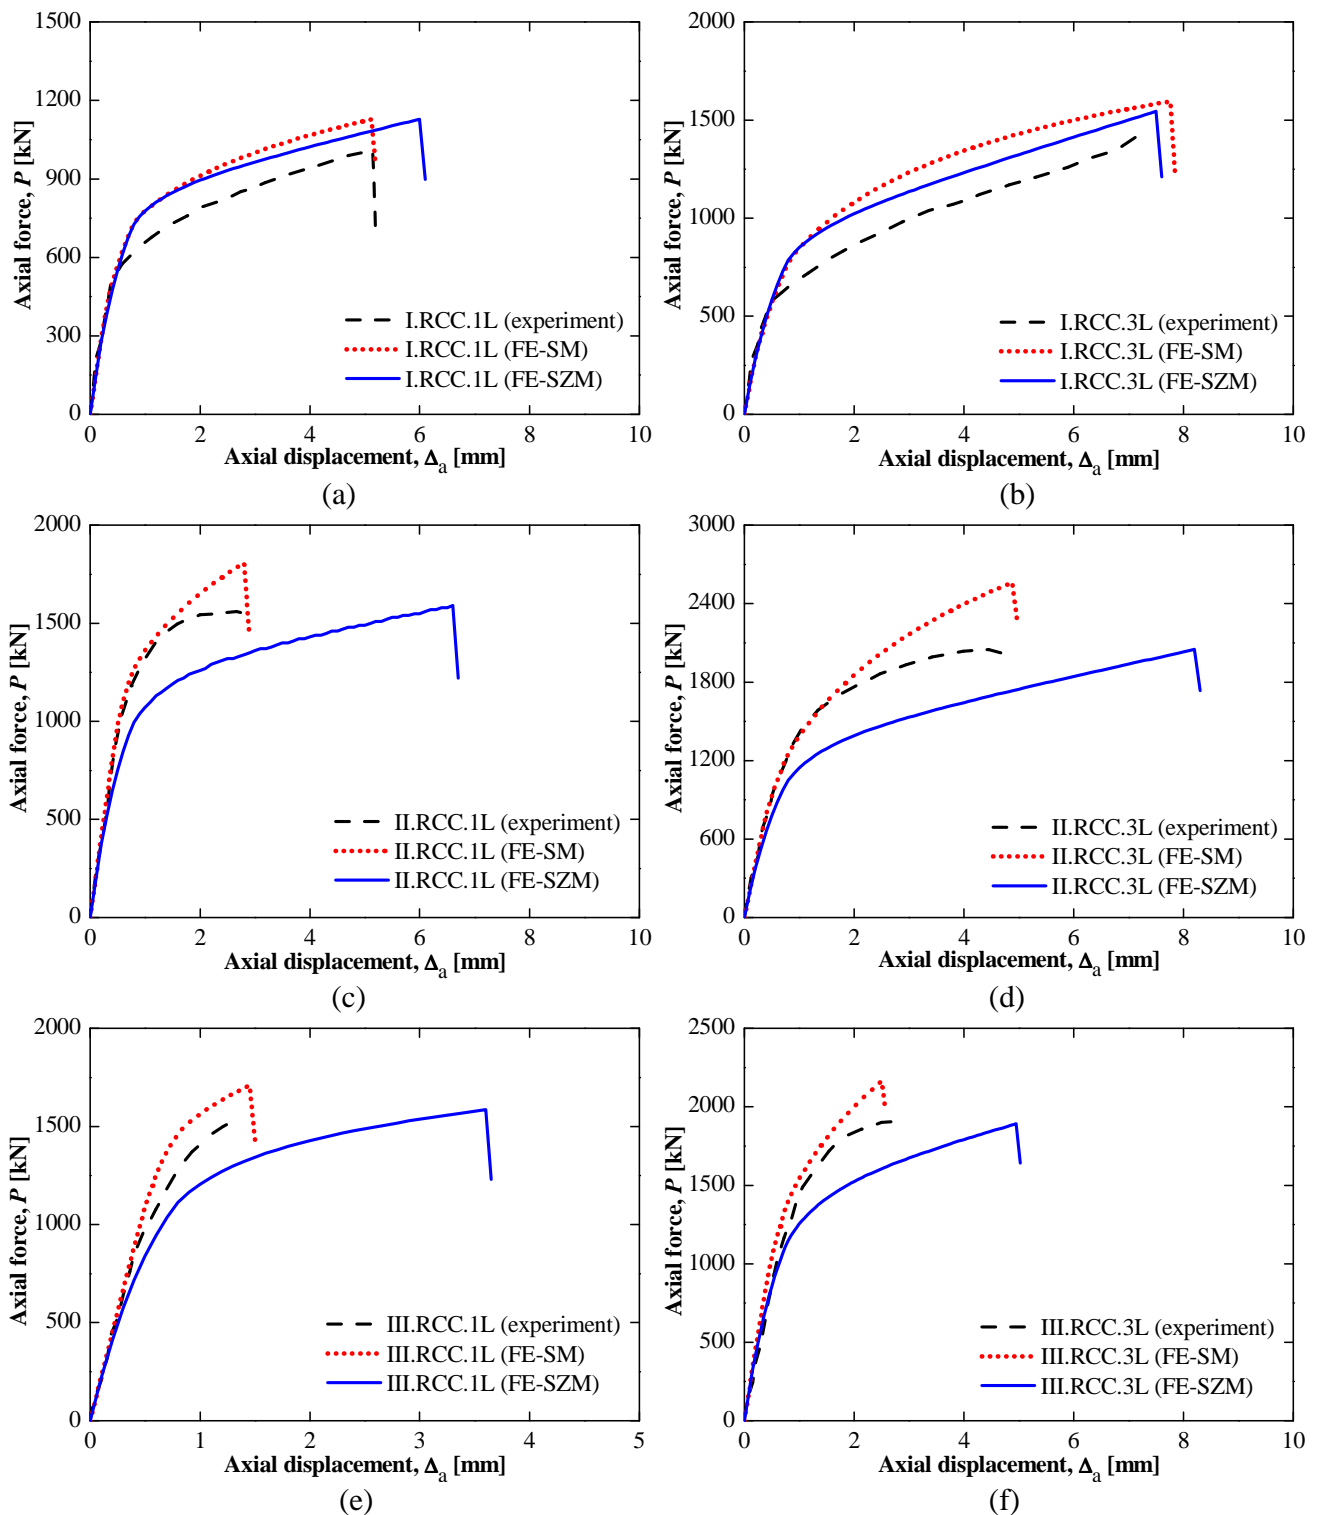 1500
1200
900
600
300
0
Axial force, P [kN]
I.RCC.1L (experiment)
I.RCC.1L (FE-SM)
I.RCC.1L (FE-SZM)
0 2 4 6 8 10
Axial displacement, Δa [mm]
(a)
2000
1500
1000
500
0
Axial force, P [kN]
I.RCC.3L (experiment)
I.RCC.3L (FE-SM)
I.RCC.3L (FE-SZM)
0 2 4 6 8 10
Axial displacement, Δa [mm]
(b)
2000
1500
1000
500
0
Axial force, P [kN]
II.RCC.1L (experiment)
II.RCC.1L (FE-SM)
II.RCC.1L (FE-SZM)
0 2 4 6 8 10
Axial displacement, Δa [mm]
(c)
3000
2400
1800
1200
600
0
Axial force, P [kN]
II.RCC.3L (experiment)
II.RCC.3L (FE-SM)
II.RCC.3L (FE-SZM)
0 2 4 6 8 10
Axial displacement, Δa [mm]
(d)
2000
1500
1000
500
0
Axial force, P [kN]
III.RCC.1L (experiment)
III.RCC.1L (FE-SM)
III.RCC.1L (FE-SZM)
0 1 2 3 4 5
Axial displacement, Δa [mm]
(e)
2500
2000
1500
1000
500
0
Axial force, P [kN]
III.RCC.3L (experiment)
III.RCC.3L (FE-SM)
III.RCC.3L (FE-SZM)
0 2 4 6 8 10
Axial displacement, Δa [mm]
(f)